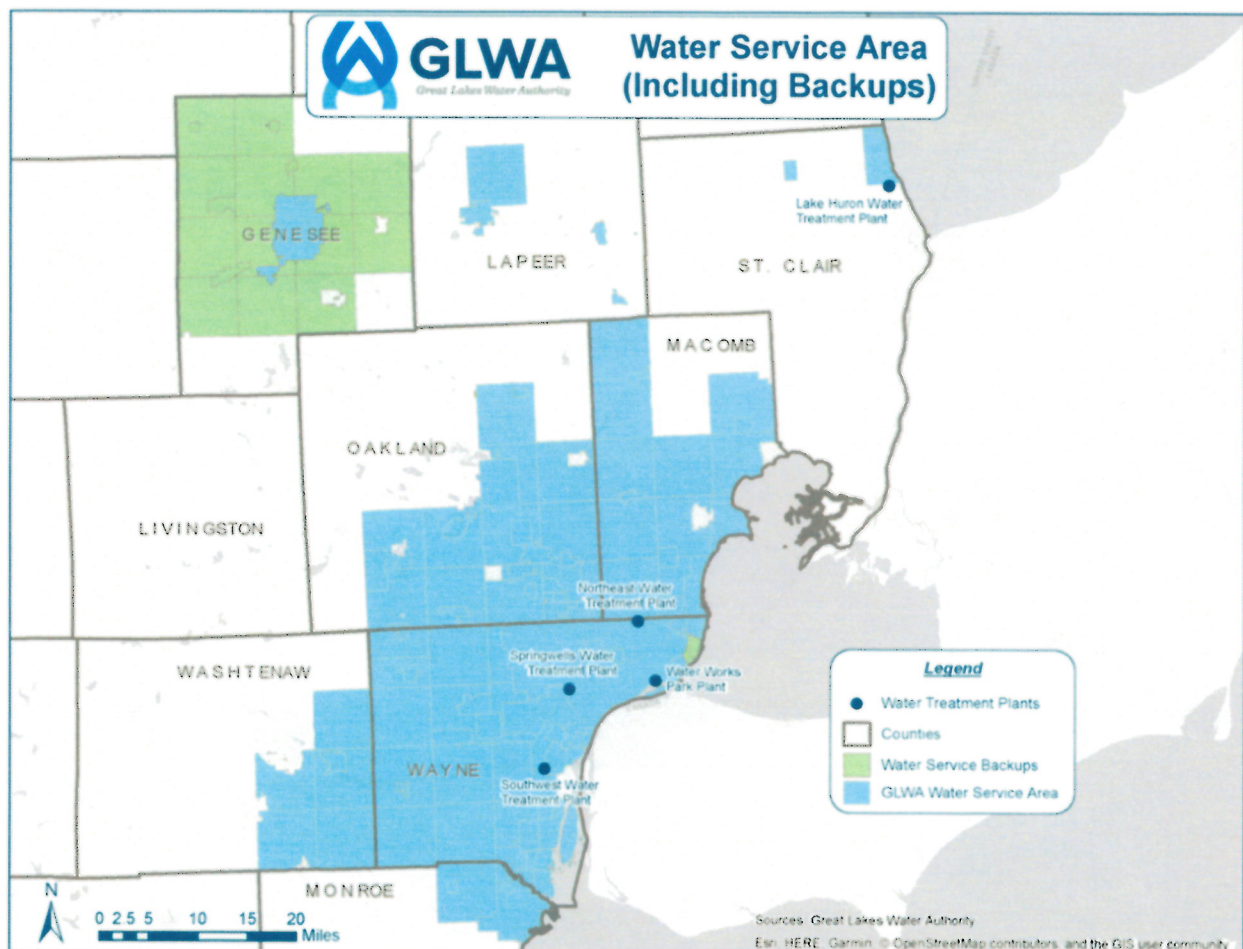 GLWA
Great Lakes Water Authority
Water Service Area
(Including Backups)
Lake Huron Water
Treatment Plant
GENESEE
LAPEER
ST. CLAIR
MACOMB
OAKLAND
LIVINGSTON
Northeast Water
Treatment Plant
WASHTENAW
Springwells Water
Treatment Plant
Water Works
Park Plant
WAYNE
Southwest Water
Treatment Plant
MONROE
Legend
Water Treatment Plants
Counties
Water Service Backups
GLWA Water Service Area
N
0 2.5 5 10 15 20
Miles
Sources: Great Lakes Water Authority
Esri, HERE, Garmin, © OpenStreetMap contributors, and the GIS user community